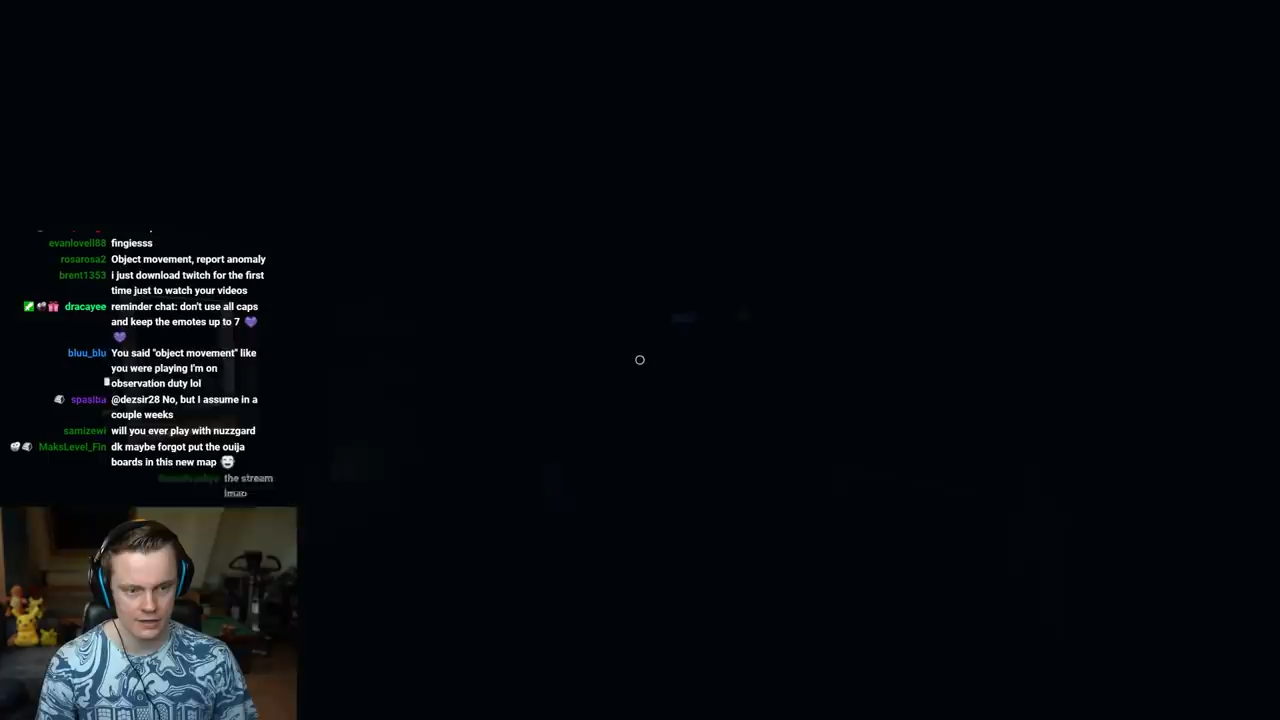 evanlovell88 fingiesss
rosarosa2 Object movement, report anomaly
brent1353 i just download twitch for the first
time just to watch your videos
dracayee reminder chat: don't use all caps
and keep the emotes up to 7
bluu_blu You said "object movement" like
you were playing I'm on
observation duty lol
spasiba @dezsir28 No, but I assume in a
couple weeks
samizewi will you ever play with nuzzgard
MaksLevel_Fin dk maybe forgot put the ouija
boards in this new map
the stream
lmao